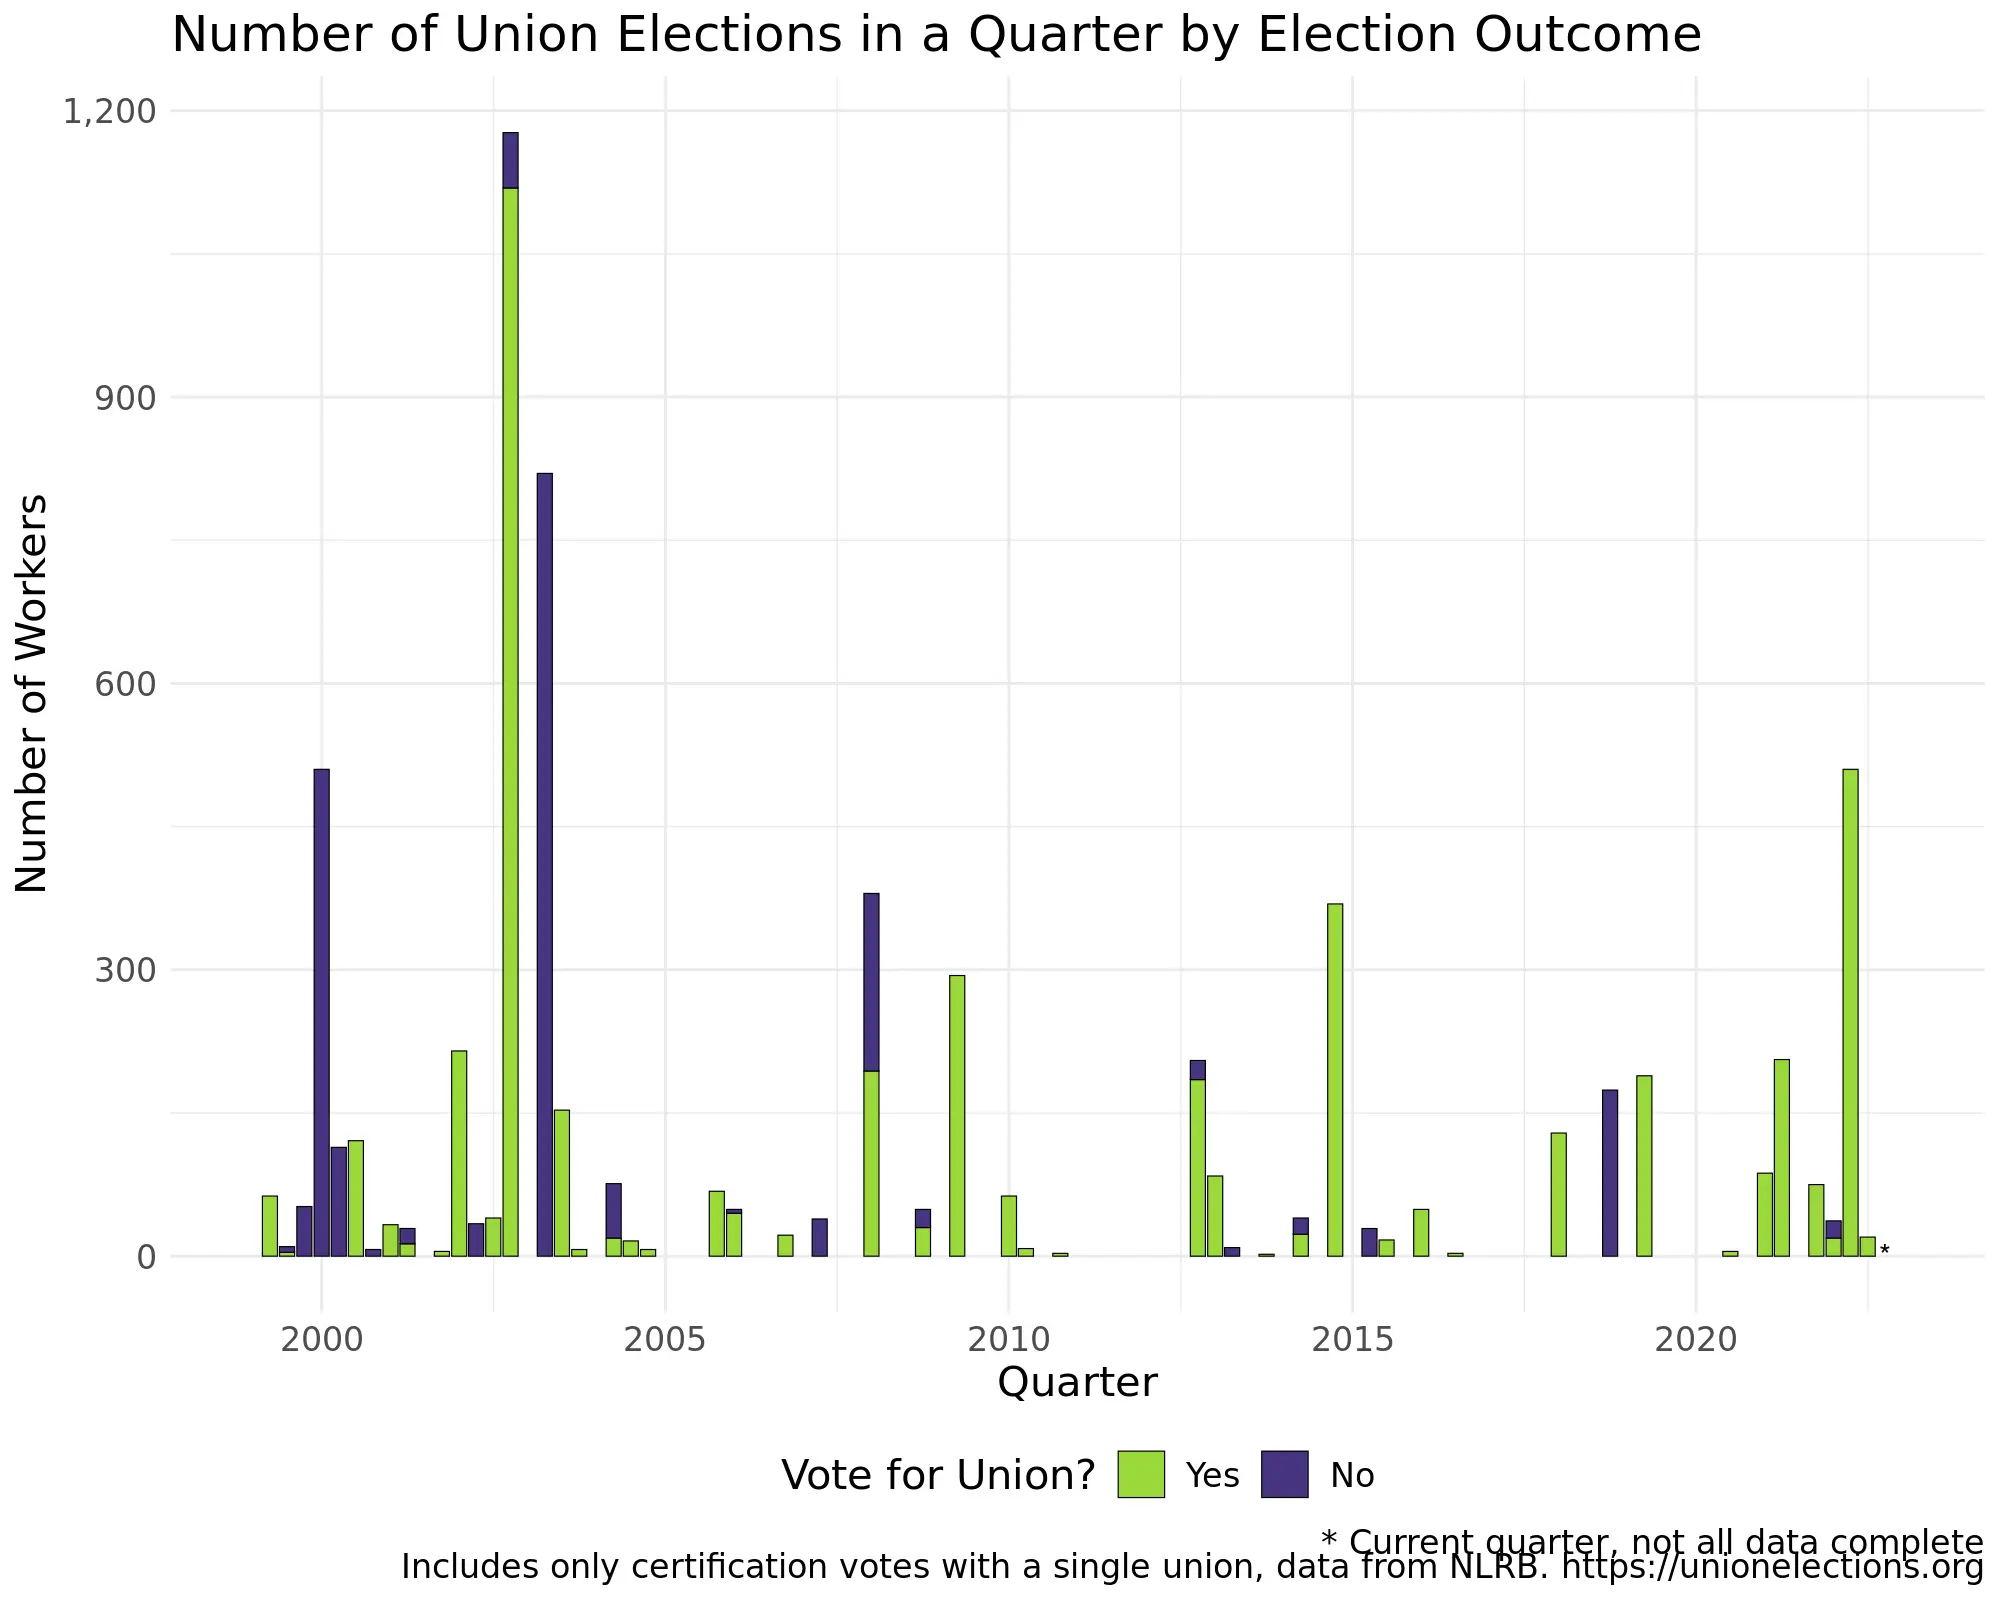 Number of Union Elections in a Quarter by Election Outcome
1,200
900
600
300
0
Number of Workers
*
2000 2005 2010 2015 2020
Quarter
Vote for Union? Yes No
* Current quarter, not all data complete
Includes only certification votes with a single union, data from NLRB. https://unionelections.org